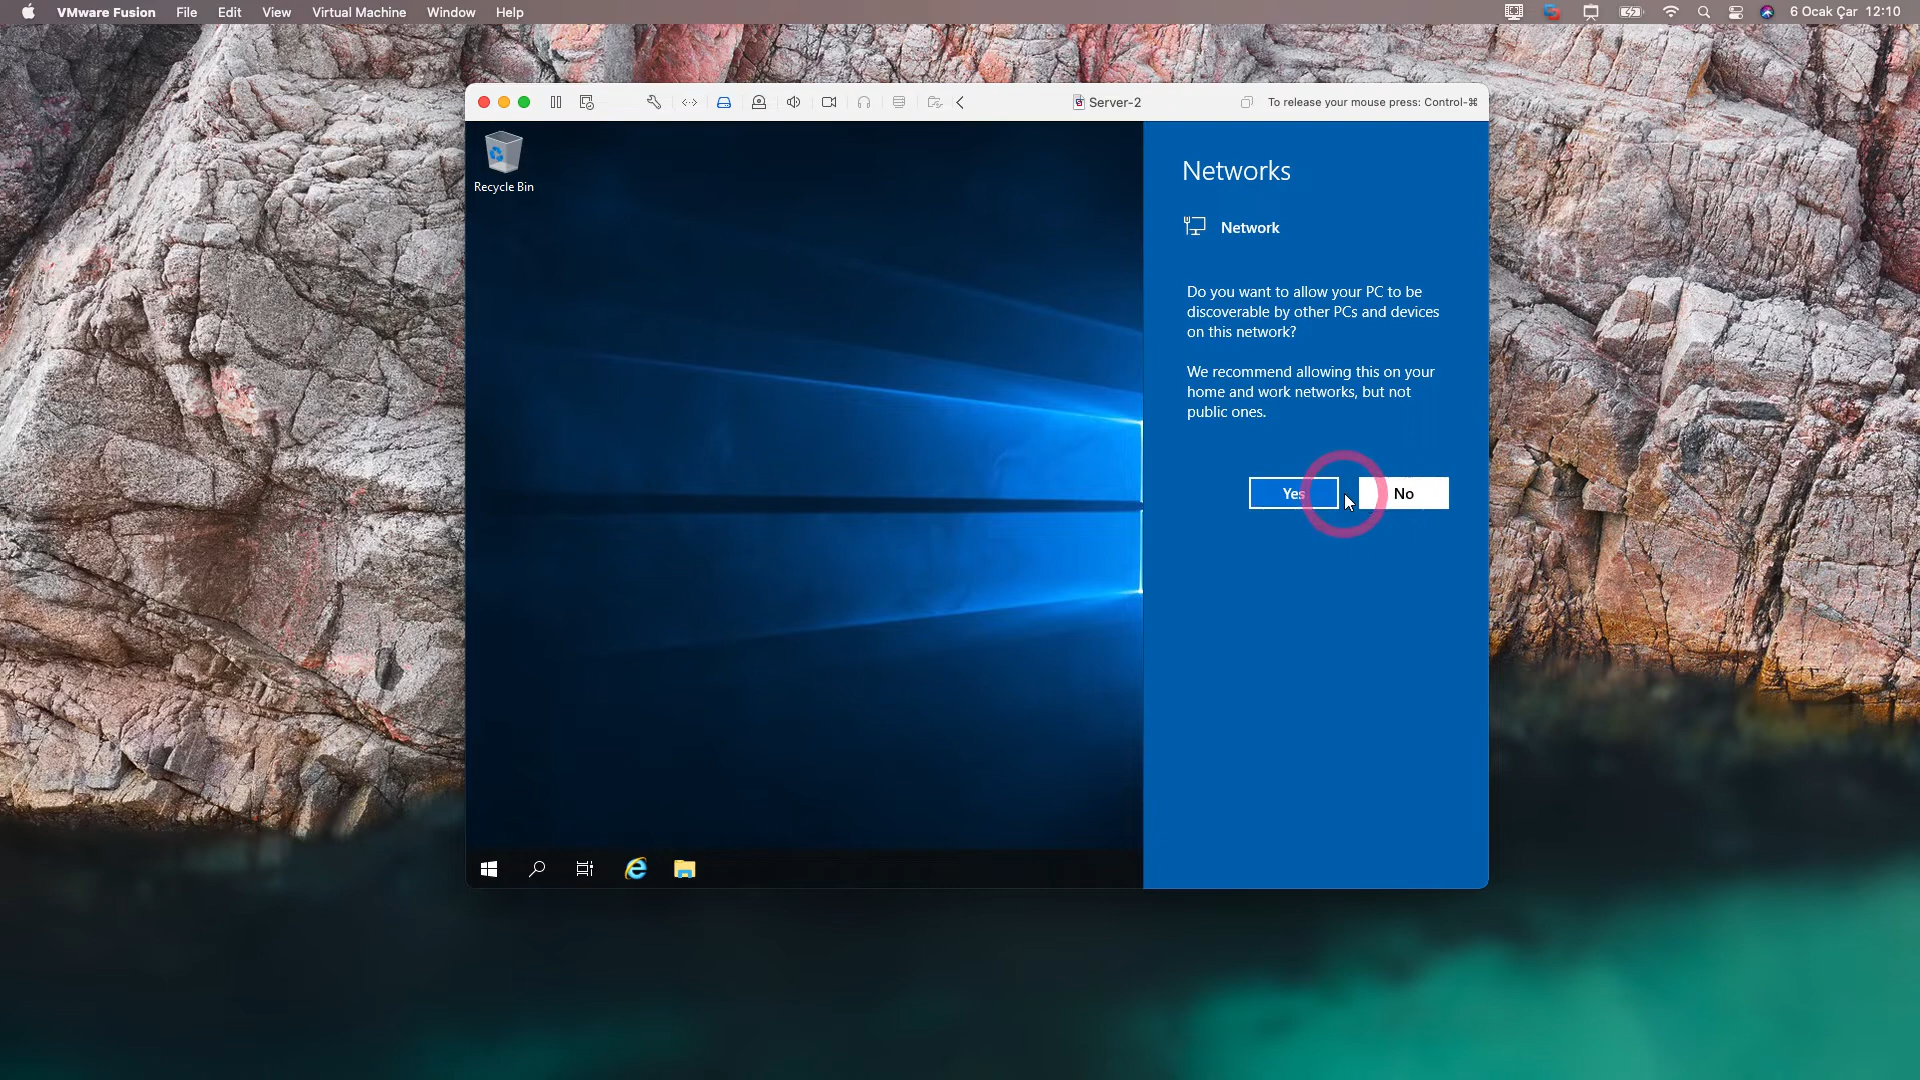 VMware Fusion File Edit View Virtual Machine Window Help 6 Ocak Çar 12:10
Server-2 To release your mouse press: Control-⌘
Recycle Bin
Networks
Network
Do you want to allow your PC to be
discoverable by other PCs and devices
on this network?
We recommend allowing this on your
home and work networks, but not
public ones.
Yes No